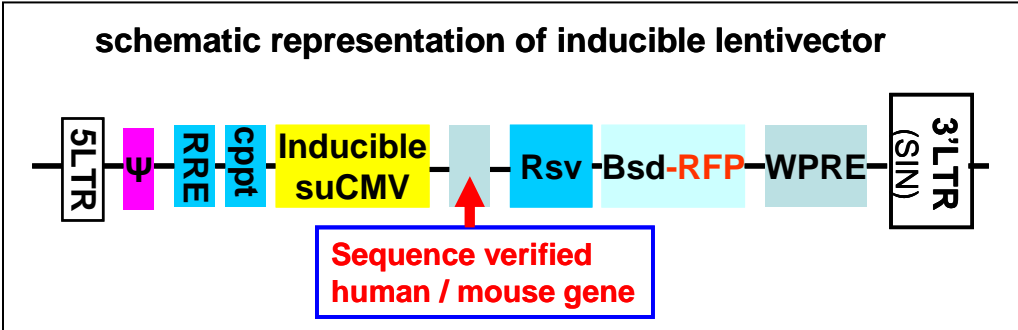 schematic representation of inducible lentivector
5LTR
Ψ
RRE
cppt
Inducible
suCMV
Rsv
Bsd-RFP
WPRE
3'LTR
(SIN)
Sequence verified
human / mouse gene